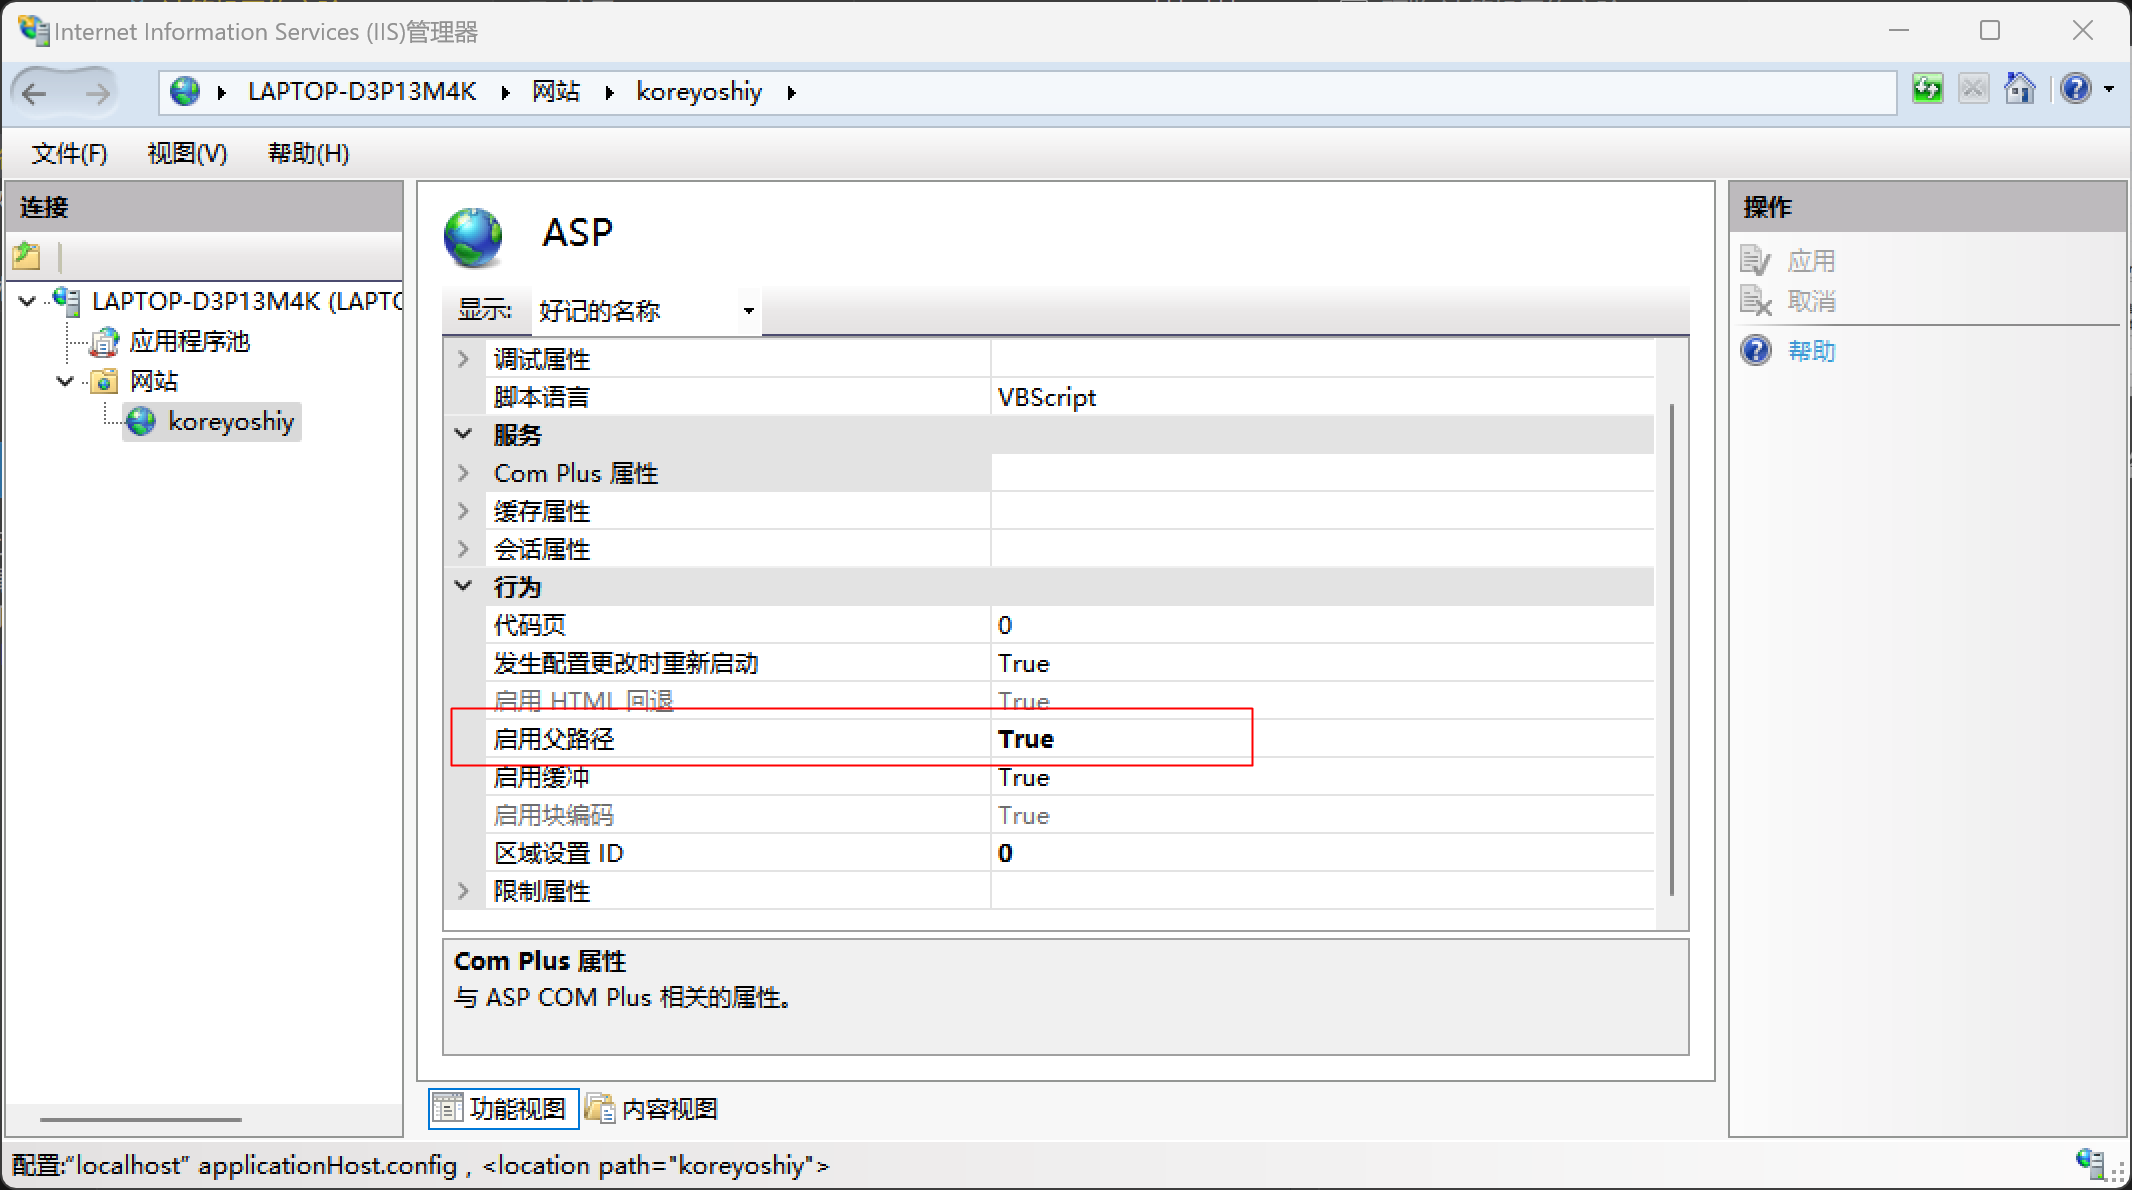 Internet Information Services (IIS)管理器
LAPTOP-D3P13M4K
网站
koreyoshiy
文件(F)
视图(V)
帮助(H)
连接
LAPTOP-D3P13M4K (LAPTO
应用程序池
网站
koreyoshiy
ASP
显示: 好记的名称
调试属性
脚本语言 VBScript
服务
Com Plus 属性
缓存属性
会话属性
行为
代码页 0
发生配置更改时重新启动 True
启用 HTML 回退 True
启用父路径 True
启用缓冲 True
启用块编码 True
区域设置 ID 0
限制属性
Com Plus 属性
与 ASP COM Plus 相关的属性。
功能视图
内容视图
操作
应用
取消
帮助
配置:“localhost” applicationHost.config , <location path="koreyoshiy">